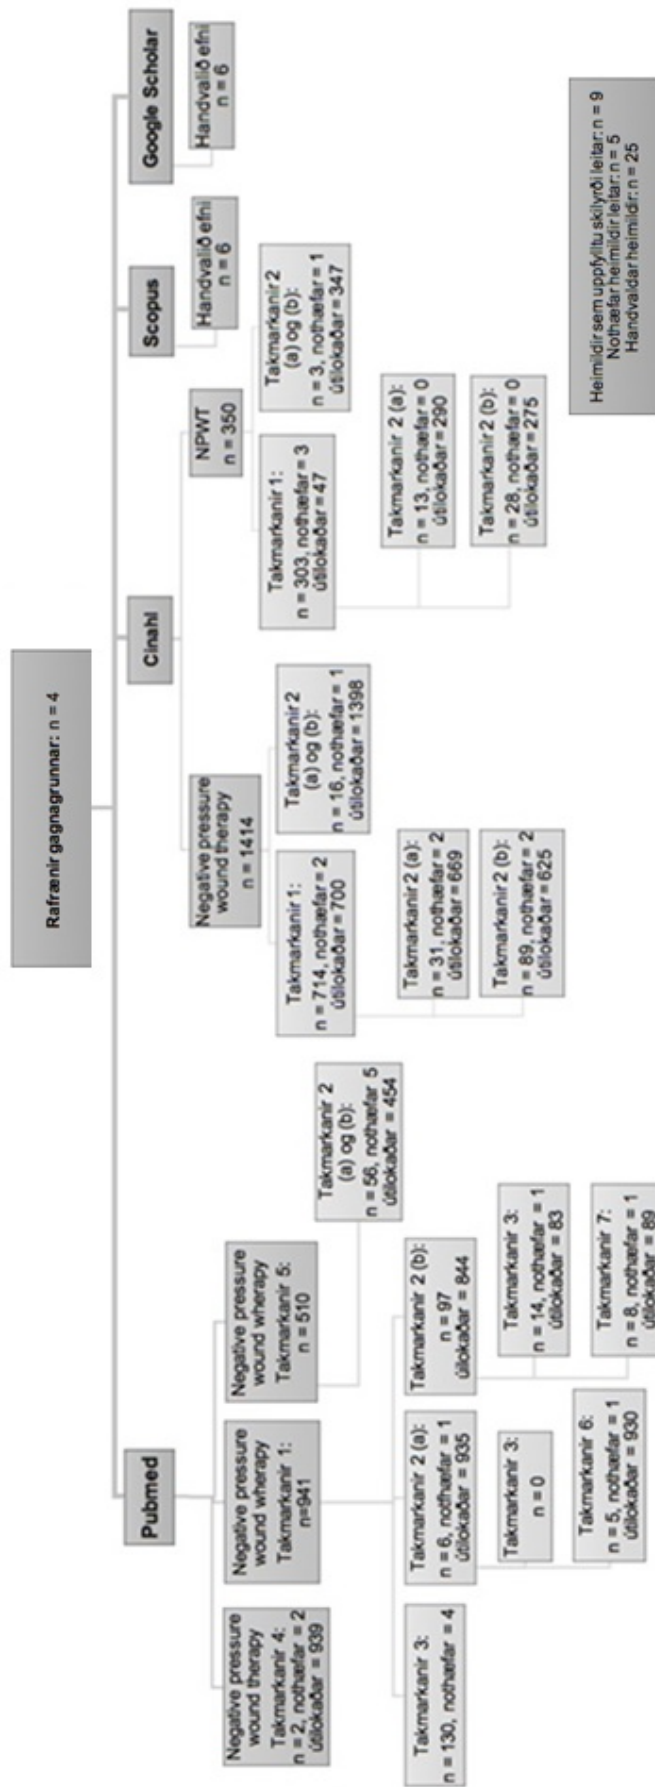 Rafrænir gagnagrunnar: n = 4
Pubmed
Negative pressure
wound therapy
Takmarkanir 4:
n = 2, nothæfar = 2
útilokaðar = 939
Negative pressure
wound wherapy
Takmarkanir 1:
n=941
Negative pressure
wound wherapy
Takmarkanir 5:
n = 510
Takmarkanir 2
(a) og (b):
n = 56, nothæfar 5
útilokaðar = 454
Takmarkanir 3:
n = 130, nothæfar = 4
Takmarkanir 2 (a):
n = 6, nothæfar = 1
útilokaðar = 935
Takmarkanir 3:
n = 0
Takmarkanir 6:
n = 5, nothæfar = 1
útilokaðar = 930
Takmarkanir 2 (b):
n = 97
úilokaðar = 844
Takmarkanir 3:
n = 14, nothæfar = 1
útilokaðar = 83
Takmarkanir 7:
n = 8, nothæfar = 1
útilokaðar = 89
Cinahl
Negative pressure
wound therapy
n = 1414
Takmarkanir 1:
n = 714, nothæfar = 2
útilokaðar = 700
Takmarkanir 2 (a):
n = 31, nothæfar = 2
útilokaðar = 669
Takmarkanir 2 (b):
n = 89, nothæfar = 2
útilokaðar = 625
Takmarkanir 2
(a) og (b):
n = 16, nothæfar = 1
útilokaðar = 1398
NPWT
n = 350
Takmarkanir 1:
n = 303, nothæfar = 3
útilokaðar = 47
Takmarkanir 2 (a):
n = 13, nothæfar = 0
útilokaðar = 290
Takmarkanir 2 (b):
n = 28, nothæfar = 0
útilokaðar = 275
Takmarkanir 2
(a) og (b):
n = 3, nothæfar = 1
útilokaðar = 347
Scopus
Handvalið efni
n = 6
Google Scholar
Handvalið efni
n = 6
Heimildir sem uppfylltu skilyrði leitar: n = 9
Nothæfar heimildir leitar: n = 5
Handvaldar heimildir: n = 25